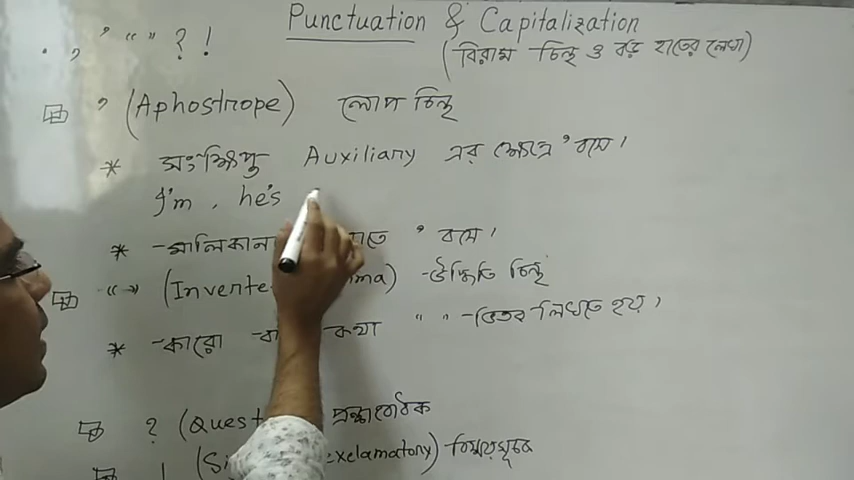 Punctuation & Capitalization
. , ’ “ ” ? !
(বিরাম চিহ্ন ও বড় হাতের লেখা)
’ (Aphostrope) লোপ চিহ্ন
* সংক্ষিপ্ত Auxiliary এর ক্ষেত্রে ’ বসে।
I'm, he's
* মালিকানা ’ বসে।
“ ” (Inverte ma) উদ্ধৃতি চিহ্ন
* কারো কথা “ ” ভিতর লিখতে হয়।
? (Quest প্রশ্নবোধক
! (Si exclamatory) বিস্ময়সূচক